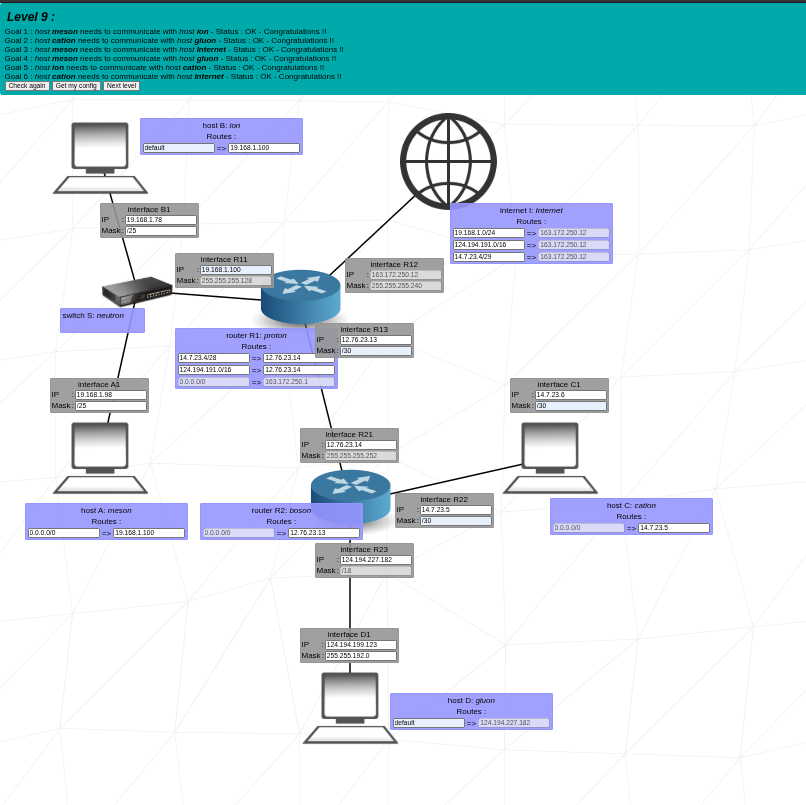 Level 9 :
Goal 1 : host meson needs to communicate with host ion - Status : OK - Congratulations !!
Goal 2 : host cation needs to communicate with host gluon - Status : OK - Congratulations !!
Goal 3 : host meson needs to communicate with host Internet - Status : OK - Congratulations !!
Goal 4 : host meson needs to communicate with host gluon - Status : OK - Congratulations !!
Goal 5 : host ion needs to communicate with host cation - Status : OK - Congratulations !!
Goal 6 : host cation needs to communicate with host Internet - Status : OK - Congratulations !!
Check again Get my config Next level
host B: ion
Routes :
default => 19.168.1.100
interface B1
IP : 19.168.1.78
Mask : /25
internet I: Internet
Routes :
19.168.1.0/24 => 163.172.250.12
124.194.191.0/16 => 163.172.250.12
14.7.23.4/29 => 163.172.250.12
interface R11
IP : 19.168.1.100
Mask : 255.255.255.128
interface R12
IP : 163.172.250.12
Mask : 255.255.255.240
switch S: neutron
interface R13
IP : 12.76.23.13
Mask : /30
router R1: proton
Routes :
14.7.23.4/28 => 12.76.23.14
124.194.191.0/16 => 12.76.23.14
0.0.0.0/0 => 163.172.250.1
interface A1
IP : 19.168.1.98
Mask : /25
interface C1
IP : 14.7.23.6
Mask : /30
interface R21
IP : 12.76.23.14
Mask : 255.255.255.252
host A: meson
Routes :
0.0.0.0/0 => 19.168.1.100
router R2: boson
Routes :
0.0.0.0/0 => 12.76.23.13
interface R22
IP : 14.7.23.5
Mask : /30
host C: cation
Routes :
0.0.0.0/0 => 14.7.23.5
interface R23
IP : 124.194.227.182
Mask : /18
interface D1
IP : 124.194.199.123
Mask : 255.255.192.0
host D: gluon
Routes :
default => 124.194.227.182